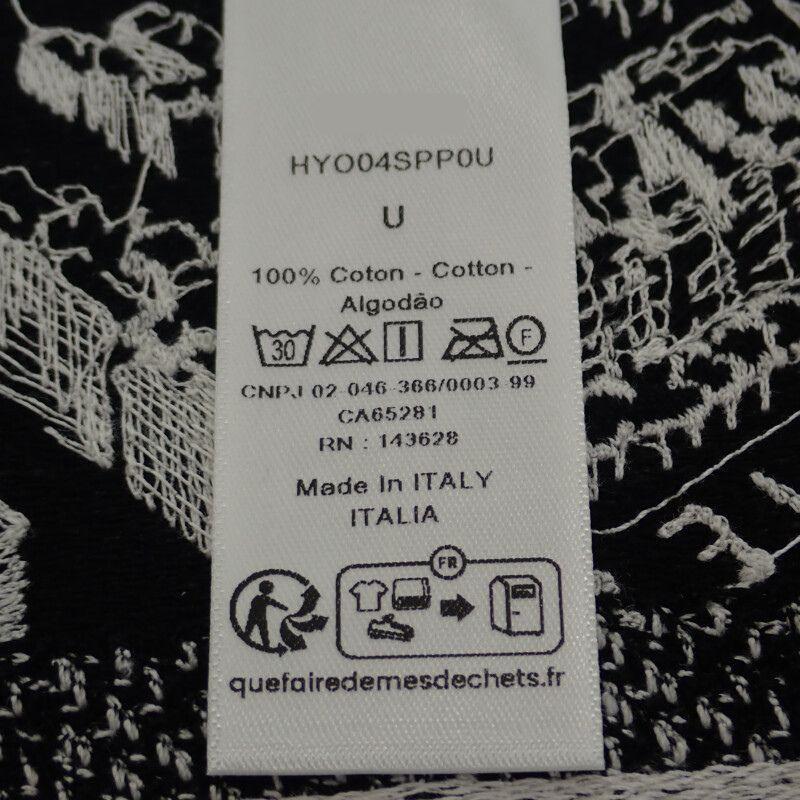 HYO04SPP0U
U
100% Coton - Cotton -
Algodão
30 F
CNPJ 02-046-366/0003-99
CA65281
RN : 143628
Made In ITALY
ITALIA
FR
quefairedemesdechets.fr